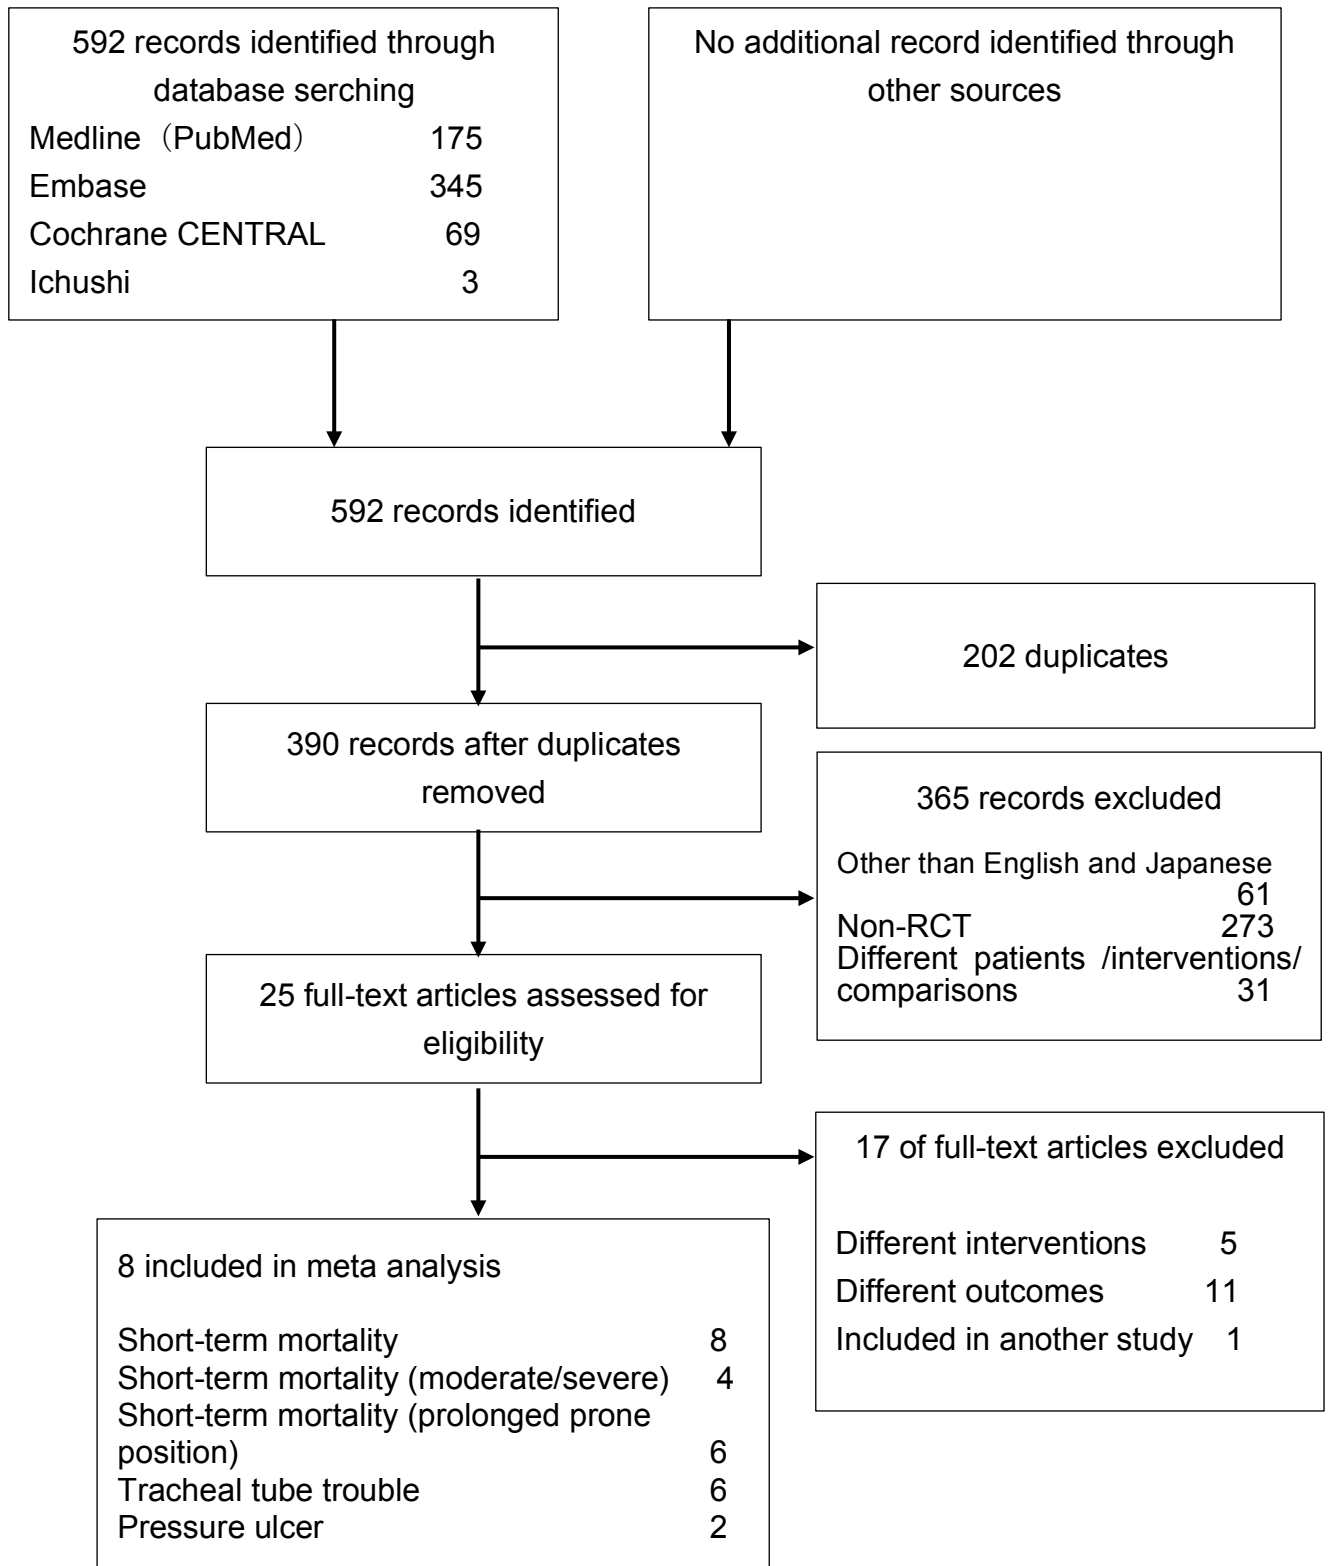 592 records identified through
database serching
Medline（PubMed） 175
Embase 345
Cochrane CENTRAL 69
Ichushi 3
No additional record identified through
other sources
592 records identified
202 duplicates
390 records after duplicates
removed
365 records excluded
Other than English and Japanese
61
Non-RCT 273
Different patients /interventions/
comparisons 31
25 full-text articles assessed for
eligibility
17 of full-text articles excluded
Different interventions 5
Different outcomes 11
Included in another study 1
8 included in meta analysis
Short-term mortality 8
Short-term mortality (moderate/severe) 4
Short-term mortality (prolonged prone
position) 6
Tracheal tube trouble 6
Pressure ulcer 2